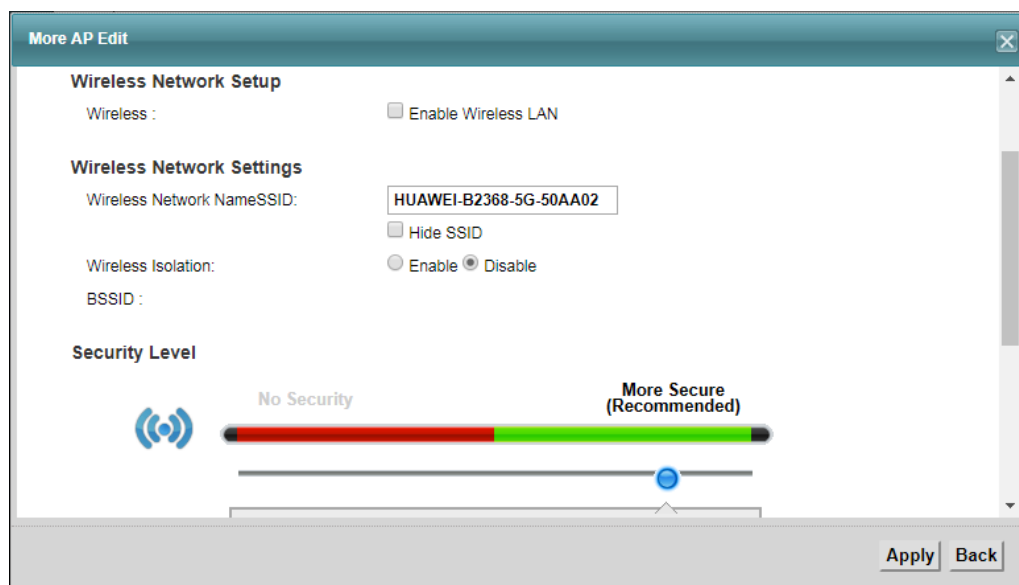 More AP Edit
Wireless Network Setup
Wireless :
Enable Wireless LAN
Wireless Network Settings
Wireless Network NameSSID:
HUAWEI-B2368-5G-50AA02
Hide SSID
Wireless Isolation:
Enable Disable
BSSID :
Security Level
No Security
More Secure
(Recommended)
Apply Back